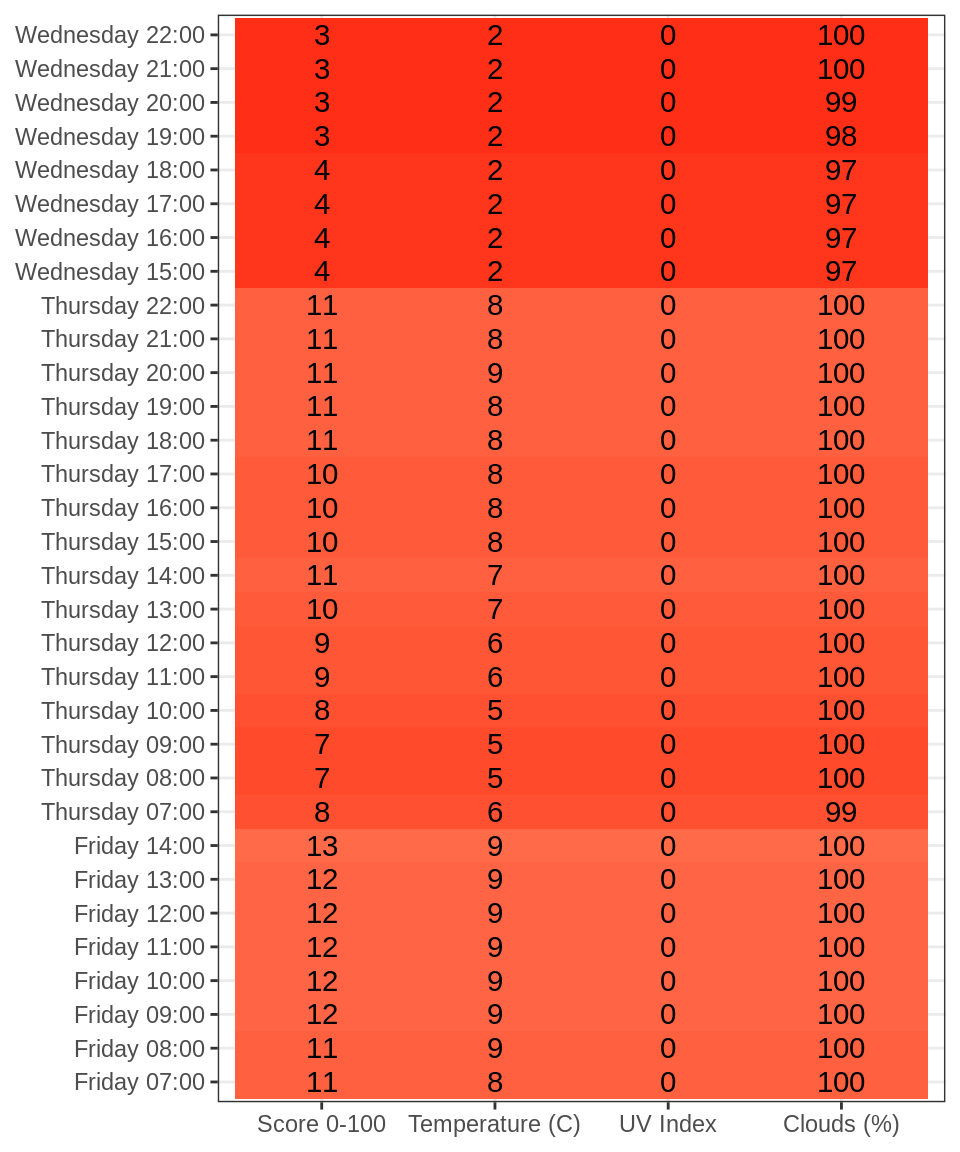 Wednesday 22:00 3 2 0 100
Wednesday 21:00 3 2 0 100
Wednesday 20:00 3 2 0 99
Wednesday 19:00 3 2 0 98
Wednesday 18:00 4 2 0 97
Wednesday 17:00 4 2 0 97
Wednesday 16:00 4 2 0 97
Wednesday 15:00 4 2 0 97
Thursday 22:00 11 8 0 100
Thursday 21:00 11 8 0 100
Thursday 20:00 11 9 0 100
Thursday 19:00 11 8 0 100
Thursday 18:00 11 8 0 100
Thursday 17:00 10 8 0 100
Thursday 16:00 10 8 0 100
Thursday 15:00 10 8 0 100
Thursday 14:00 11 7 0 100
Thursday 13:00 10 7 0 100
Thursday 12:00 9 6 0 100
Thursday 11:00 9 6 0 100
Thursday 10:00 8 5 0 100
Thursday 09:00 7 5 0 100
Thursday 08:00 7 5 0 100
Thursday 07:00 8 6 0 99
Friday 14:00 13 9 0 100
Friday 13:00 12 9 0 100
Friday 12:00 12 9 0 100
Friday 11:00 12 9 0 100
Friday 10:00 12 9 0 100
Friday 09:00 12 9 0 100
Friday 08:00 11 9 0 100
Friday 07:00 11 8 0 100
Score 0-100 Temperature (C) UV Index Clouds (%)